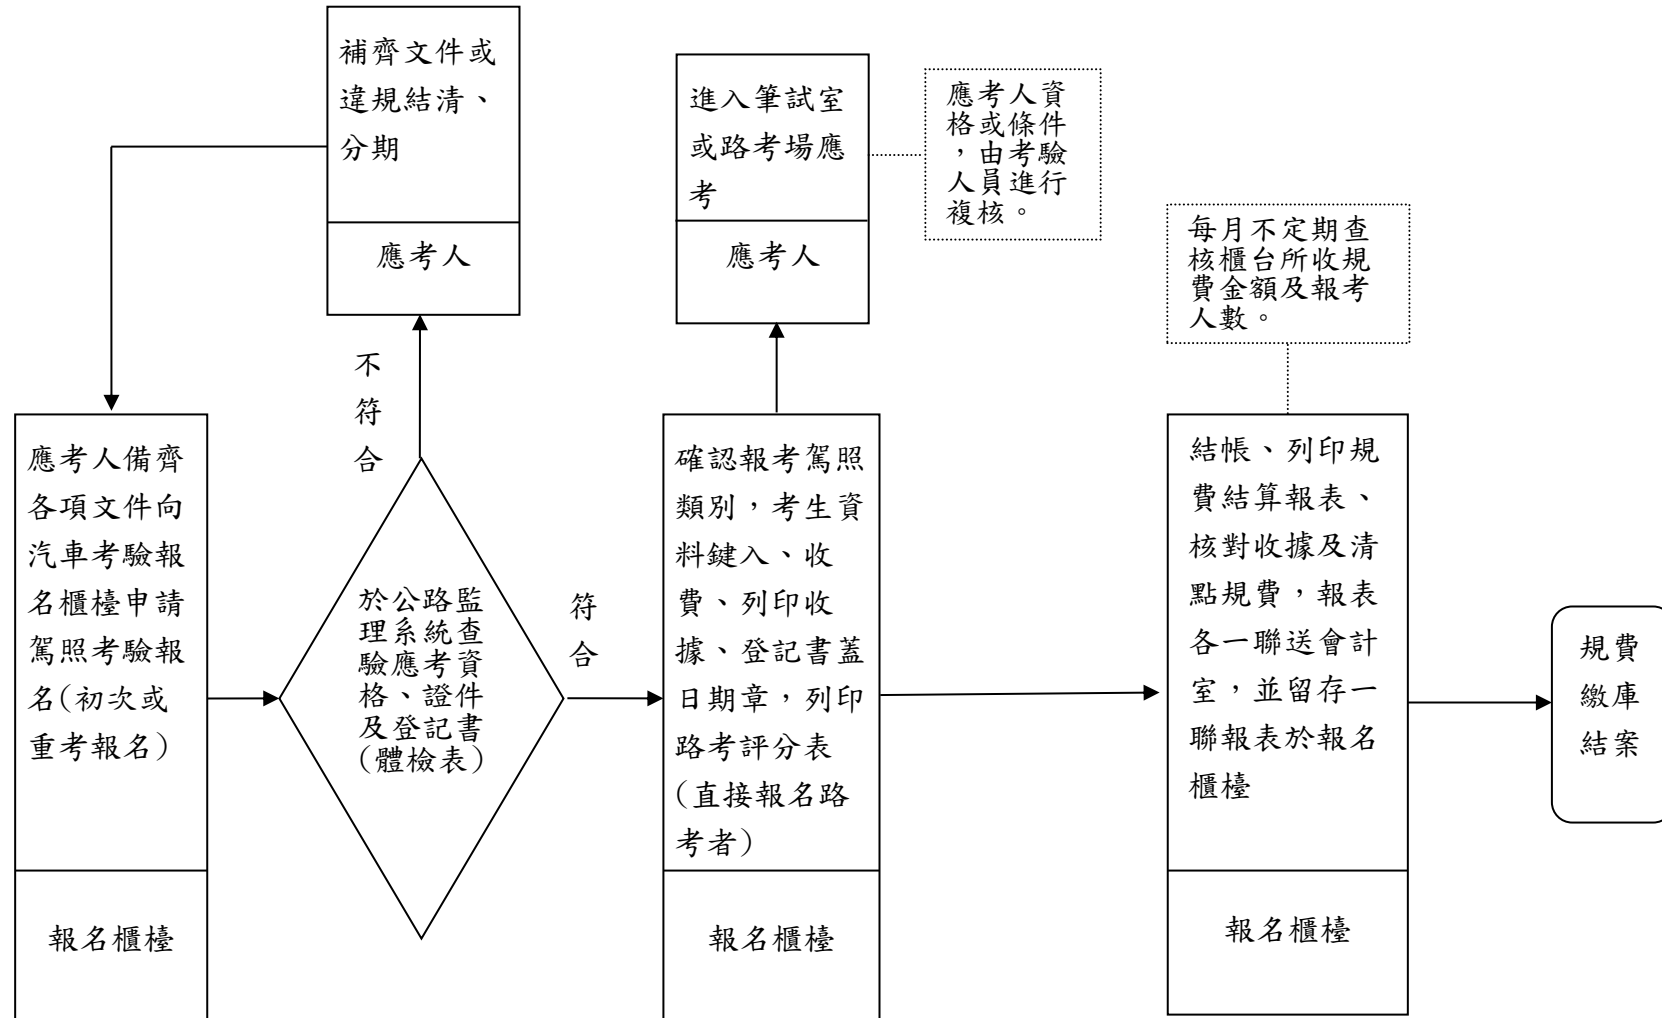 補齊文件或
違規結清、
分期
應考人
進入筆試室
或路考場應
考
應考人
應考人資
格或條件
，由考驗
人員進行
複核。
每月不定期查
核櫃台所收規
費金額及報考
人數。
不
符
合
應考人備齊
各項文件向
汽車考驗報
名櫃檯申請
駕照考驗報
名(初次或
重考報名)
報名櫃檯
於公路監
理系統查
驗應考資
格、證件
及登記書
(體檢表)
符
合
確認報考駕照
類別，考生資
料鍵入、收
費、列印收
據、登記書蓋
日期章，列印
路考評分表
(直接報名路
考者)
報名櫃檯
結帳、列印規
費結算報表、
核對收據及清
點規費，報表
各一聯送會計
室，並留存一
聯報表於報名
櫃檯
報名櫃檯
規費
繳庫
結案